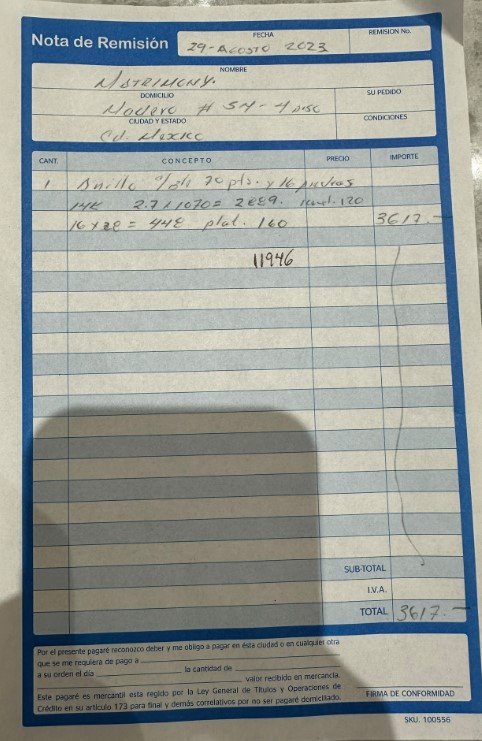 Nota de Remisión
FECHA
29-AGOSTO 2023
REMISION No.
NOMBRE
MATRIMONY.
DOMICILIO
Madero # 54-4 piso
SU PEDIDO
CIUDAD Y ESTADO
Cd. Mexico
CONDICIONES
CANT. CONCEPTO PRECIO IMPORTE
1 Anillo 20 pts. y 16 piedras
14K 2.7 x 1070= 2889. 120
16x28= 448 plat. 160 3617.—
11946
SUB-TOTAL
I.V.A.
TOTAL 3617.—
Por el presente pagaré reconozco deber y me obligo a pagar en ésta ciudad o en cualquier otra
que se me requiera de pago a
a su orden el día la cantidad de
valor recibido en mercancía.
Este pagaré es mercantil esta regido por la Ley General de Títulos y Operaciones de
Crédito en su artículo 173 para final y demás correlativos por no ser pagaré domiciliado.
FIRMA DE CONFORMIDAD
SKU. 100556